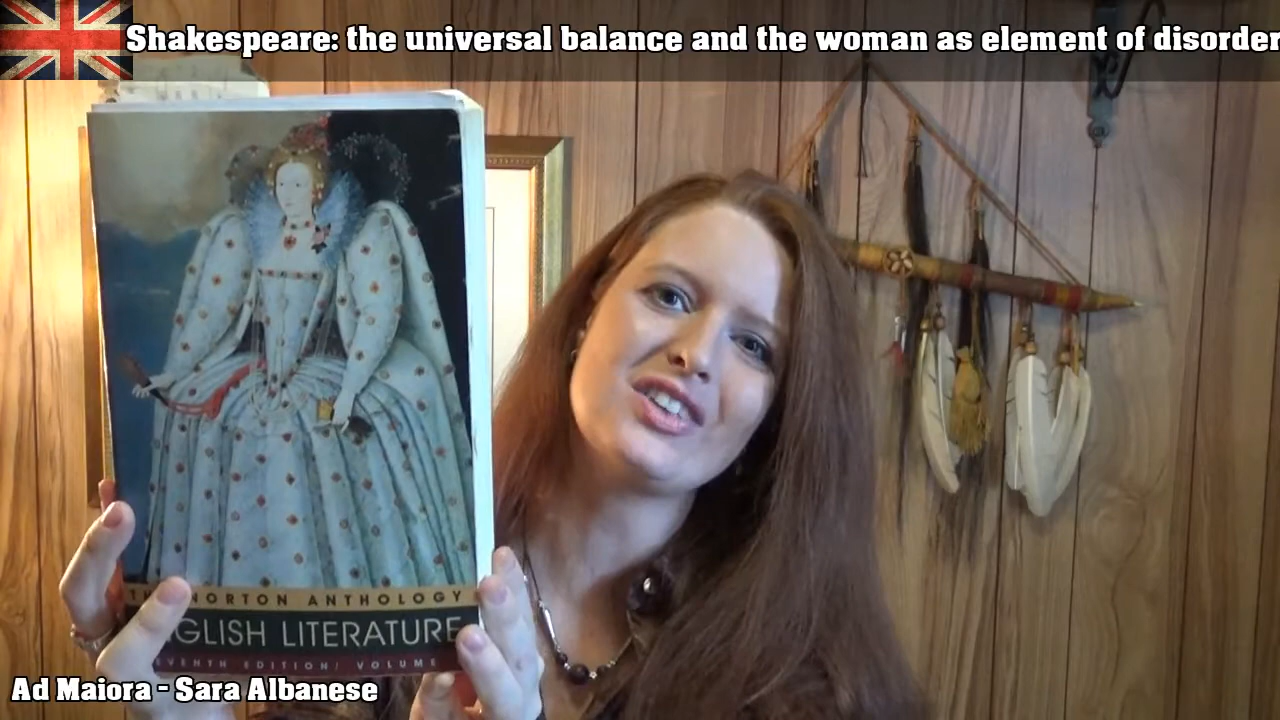 Shakespeare: the universal balance and the woman as element of disorder
NORTON ANTHOLOGY
LITERATURE
EDITION/ VOLUME
Ad Maiora - Sara Albanese